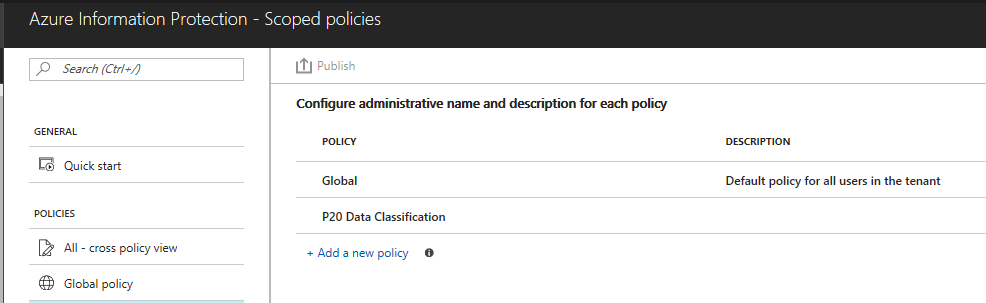 Azure Information Protection - Scoped policies
Search (Ctrl+/)
GENERAL
Quick start
POLICIES
All - cross policy view
Global policy
Publish
Configure administrative name and description for each policy
POLICY DESCRIPTION
Global Default policy for all users in the tenant
P20 Data Classification
+ Add a new policy